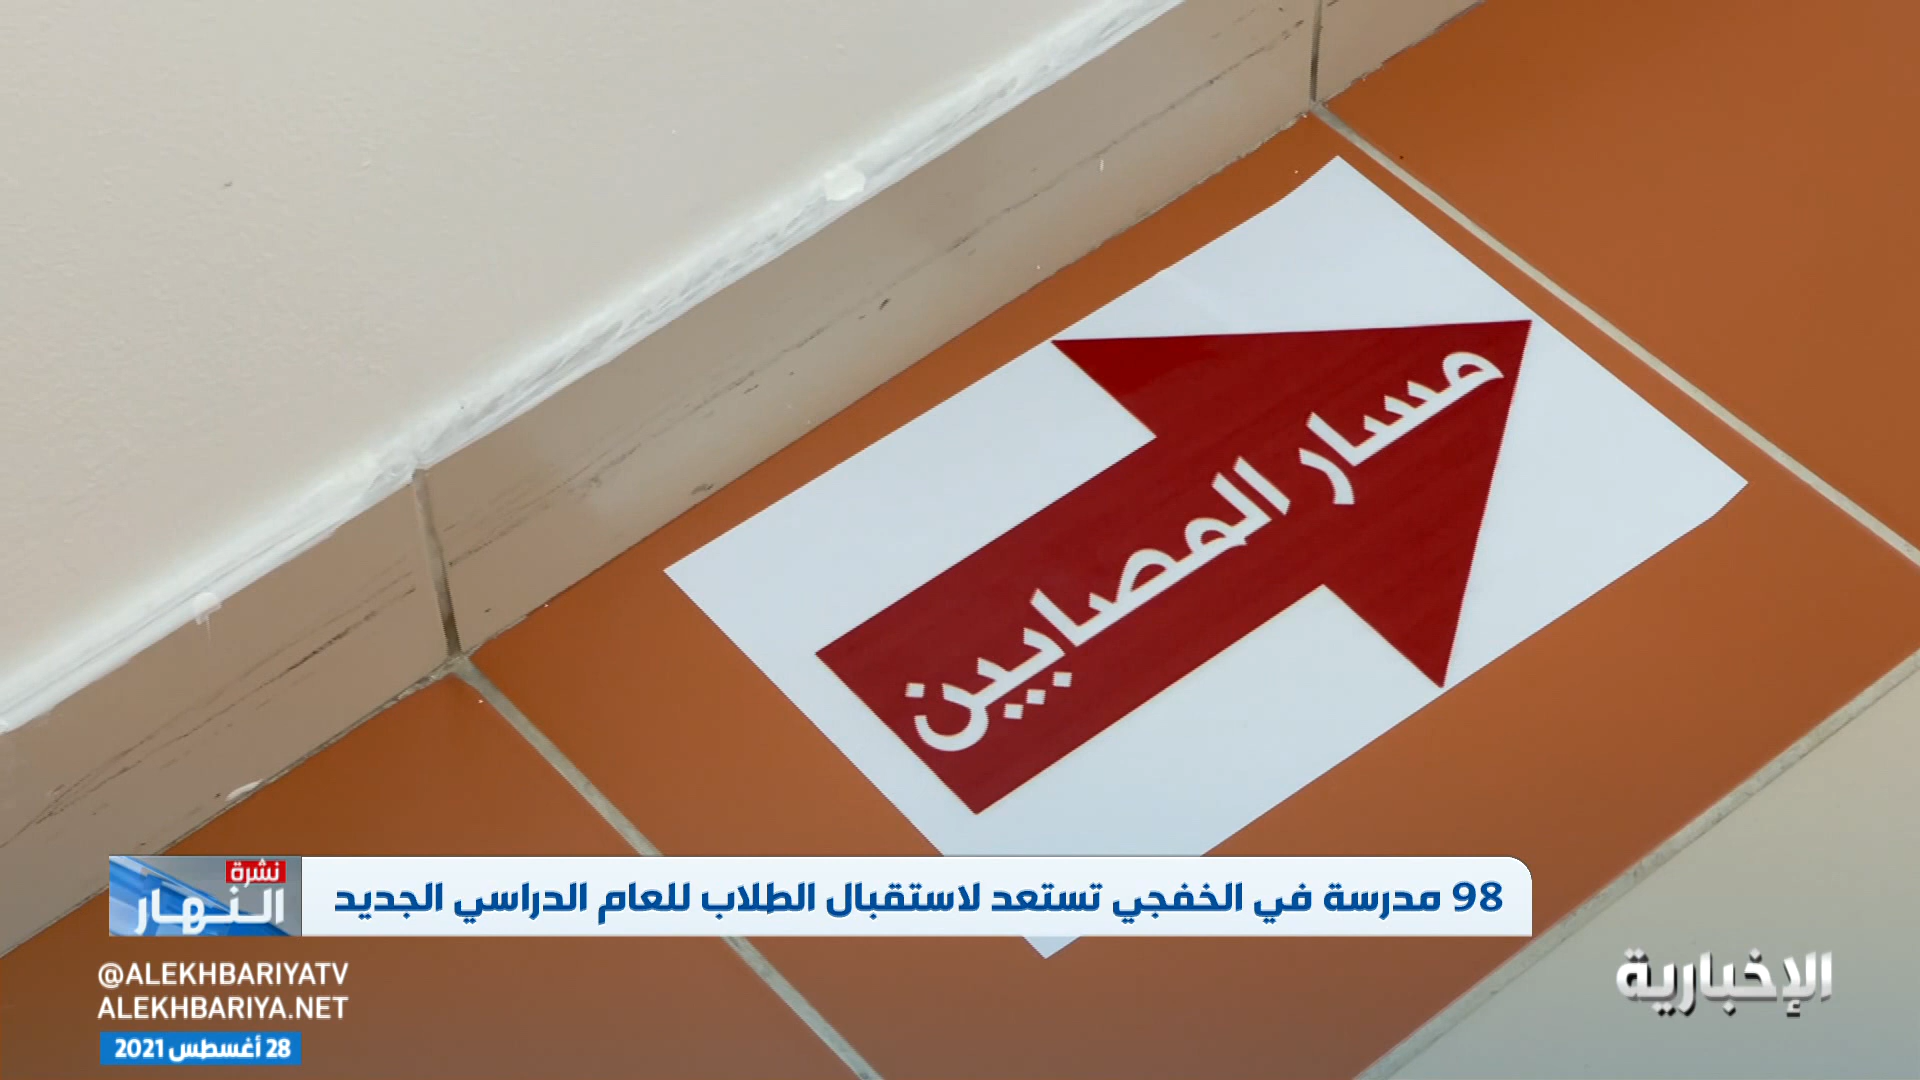 مسار المصابين
نشرة
النهار
98 مدرسة في الخفجي تستعد لاستقبال الطلاب للعام الدراسي الجديد
@ALEKHBARIYATV
ALEKHBARIYA.NET
28 أغسطس 2021
الإخبارية